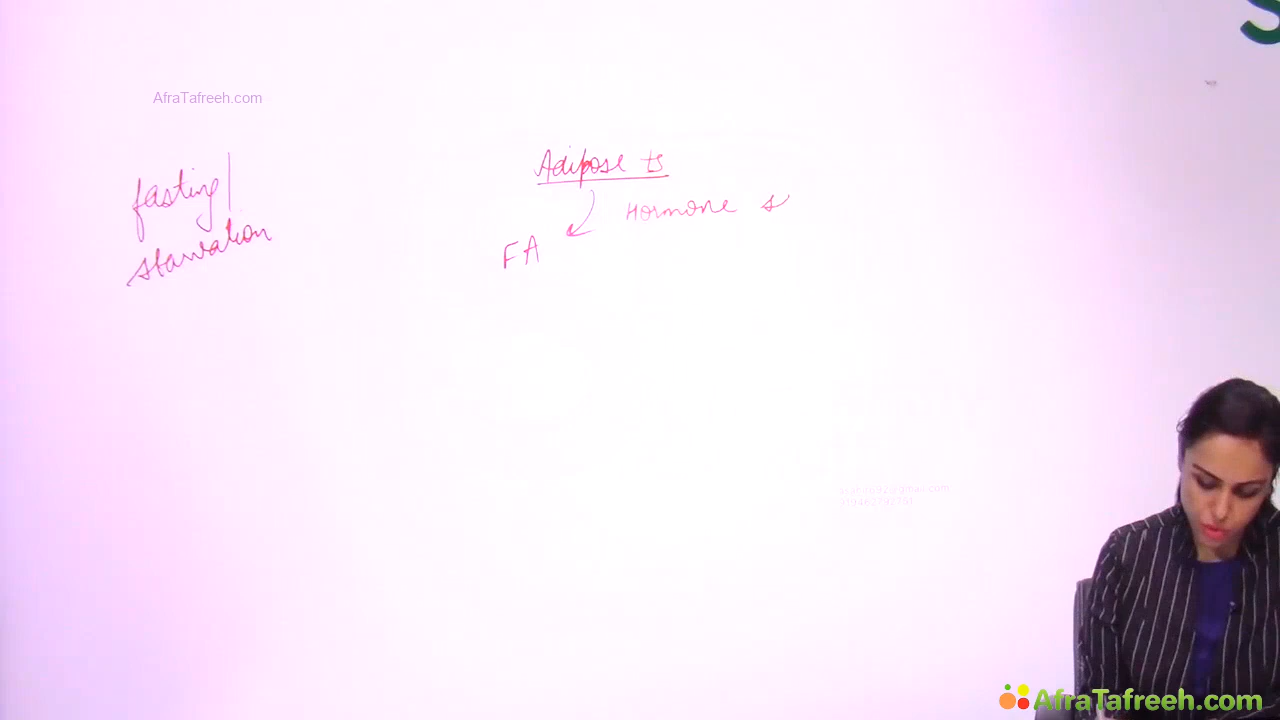 S
AfraTafreeh.com
Adipose ts
fasting/
Hormone s
starvation
FA
AfraTafreeh.com